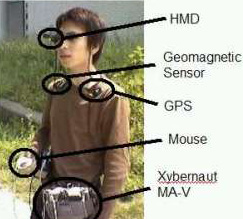 HMD
Geomagnetic
Sensor
GPS
Mouse
Xybernaut
MA-V